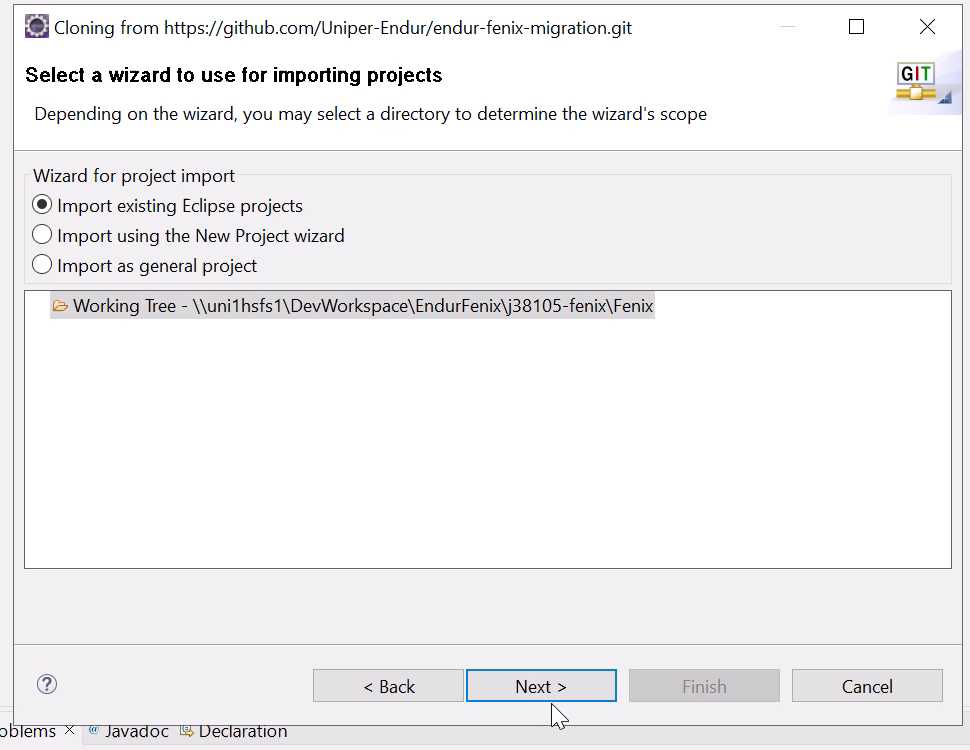 Cloning from https://github.com/Uniper-Endur/endur-fenix-migration.git
Select a wizard to use for importing projects
GIT
Depending on the wizard, you may select a directory to determine the wizard's scope
Wizard for project import
Import existing Eclipse projects
Import using the New Project wizard
Import as general project
Working Tree - \\uni1hsfs1\DevWorkspace\EndurFenix\j38105-fenix\Fenix
?
< Back
Next >
Finish
Cancel
oblems
@ Javadoc
Declaration